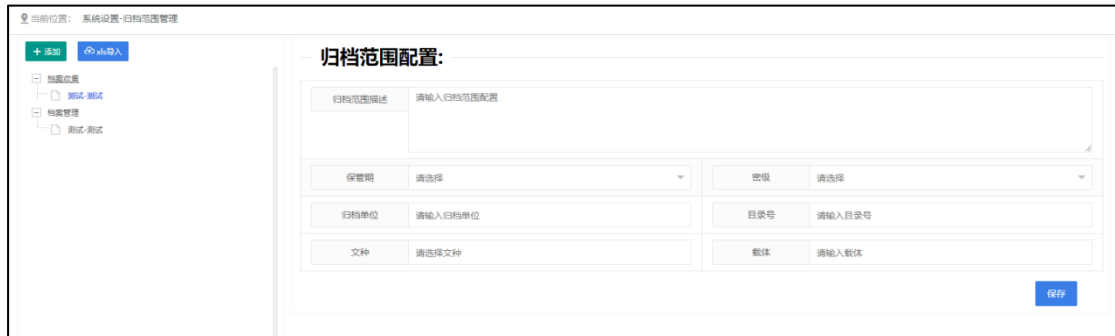 当前位置： 系统设置-归档范围管理
添加 xls导入
档案收集
测试-测试
档案管理
测试-测试
归档范围配置:
归档范围描述 请输入归档范围配置
保管期 请选择 密级 请选择
归档单位 请输入归档单位 目录号 请输入目录号
文种 请选择文种 载体 请输入载体
保存